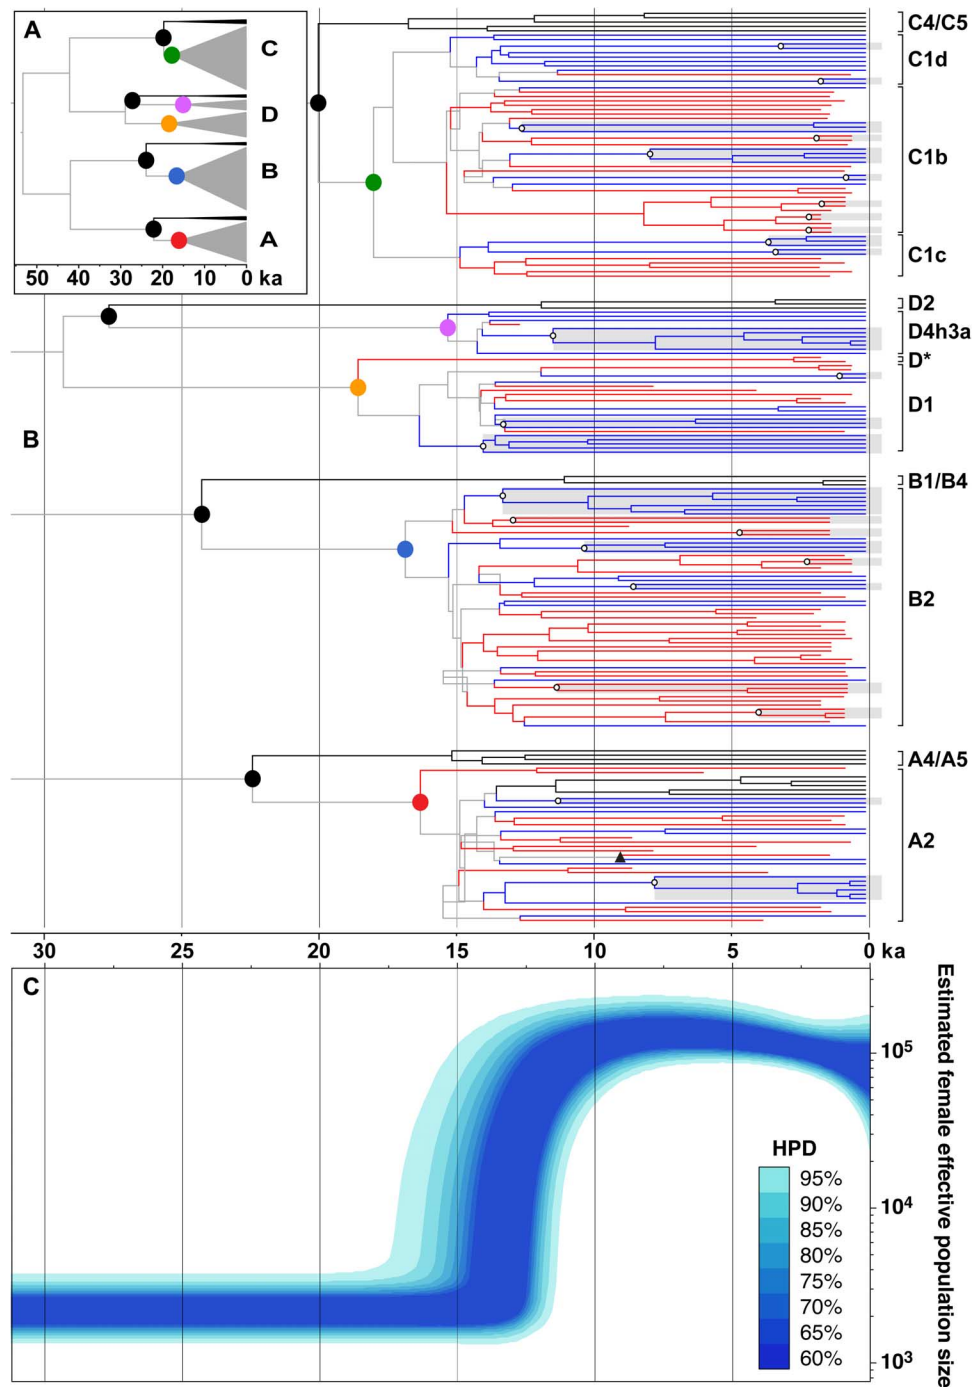 A
C
D
B
A
50 40 30 20 10 0 ka
C4/C5
C1d
C1b
C1c
D2
D4h3a
D*
D1
B
B1/B4
B2
A4/A5
A2
30 25 20 15 10 5 0 ka
C
Estimated female effective population size
10⁵
10⁴
10³
HPD
95%
90%
85%
80%
75%
70%
65%
60%